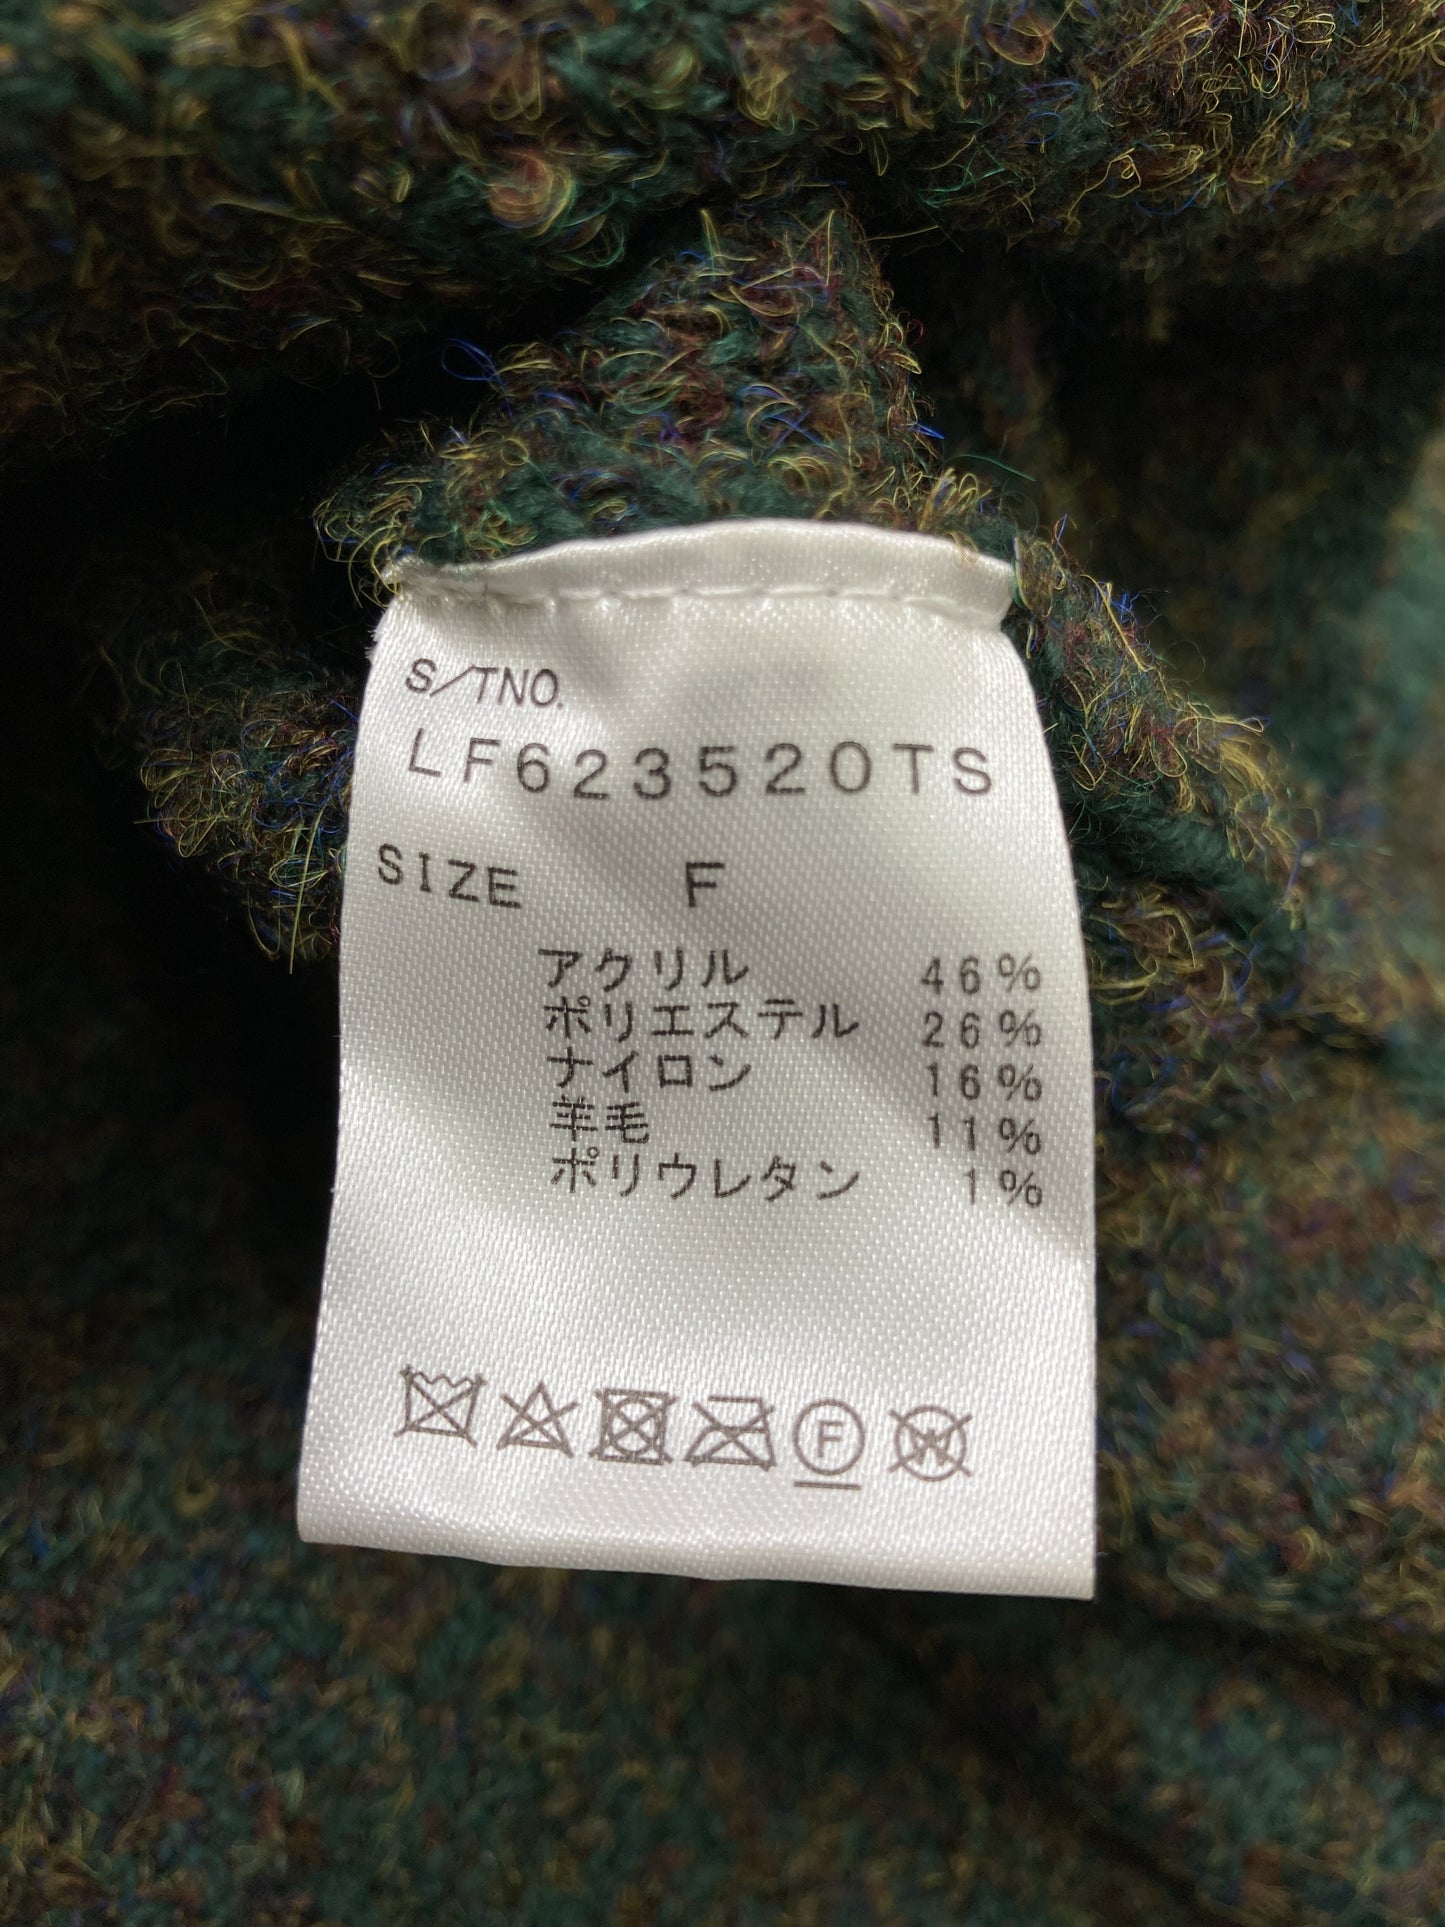 S/TNO.
LF623520TS
SIZE F
アクリル 46%
ポリエステル 26%
ナイロン 16%
羊毛 11%
ポリウレタン 1%
F W